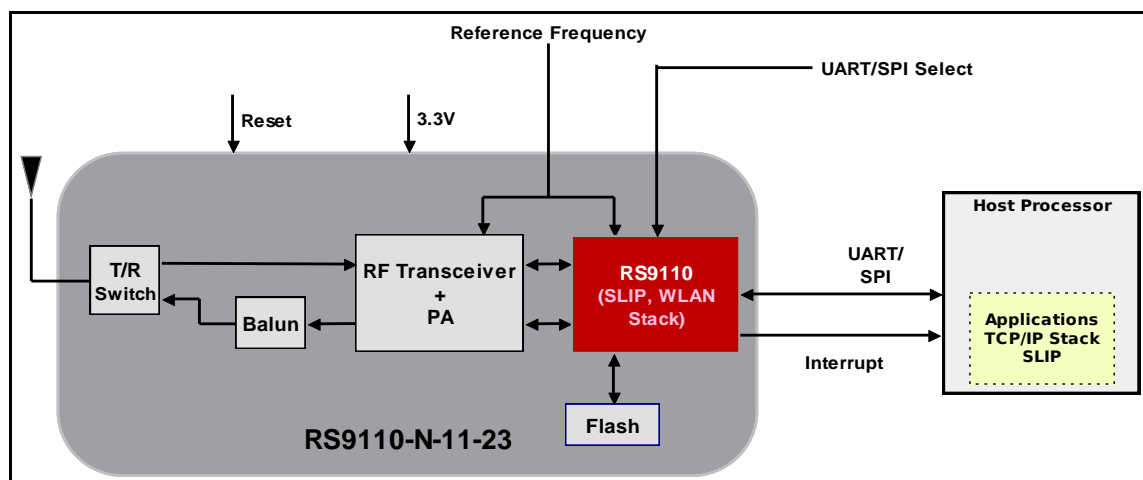 Reference Frequency
UART/SPI Select
Reset
3.3V
Host Processor
T/R
Switch
RF Transceiver
+
PA
Balun
RS9110
(SLIP, WLAN
Stack)
UART/
SPI
Applications
TCP/IP Stack
SLIP
Interrupt
Flash
RS9110-N-11-23